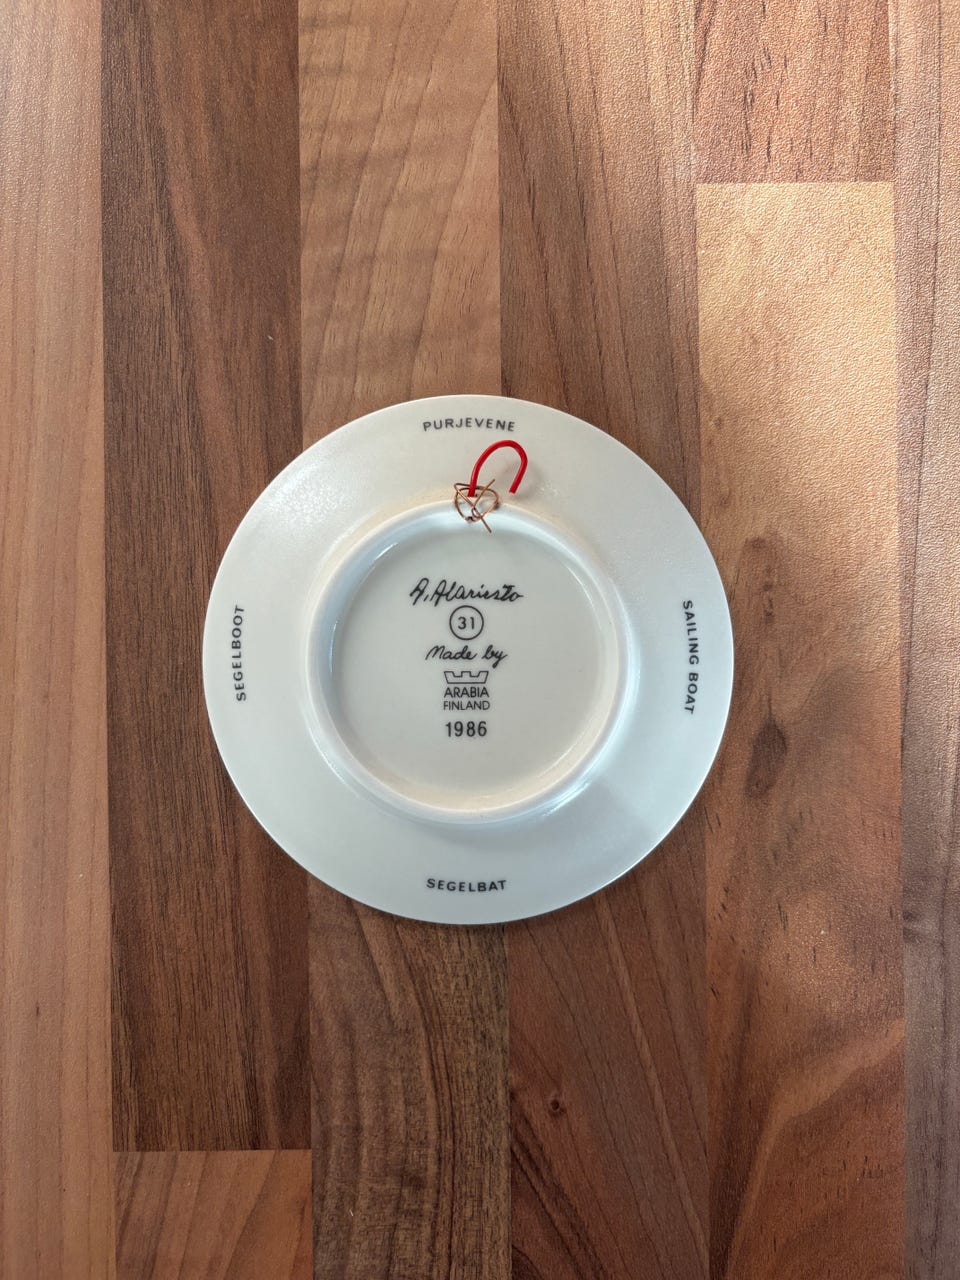 PURJEVENE
A. Alariesto
31
Made by
ARABIA
FINLAND
1986
SEGELBOOT
SAILING BOAT
SEGELBAT